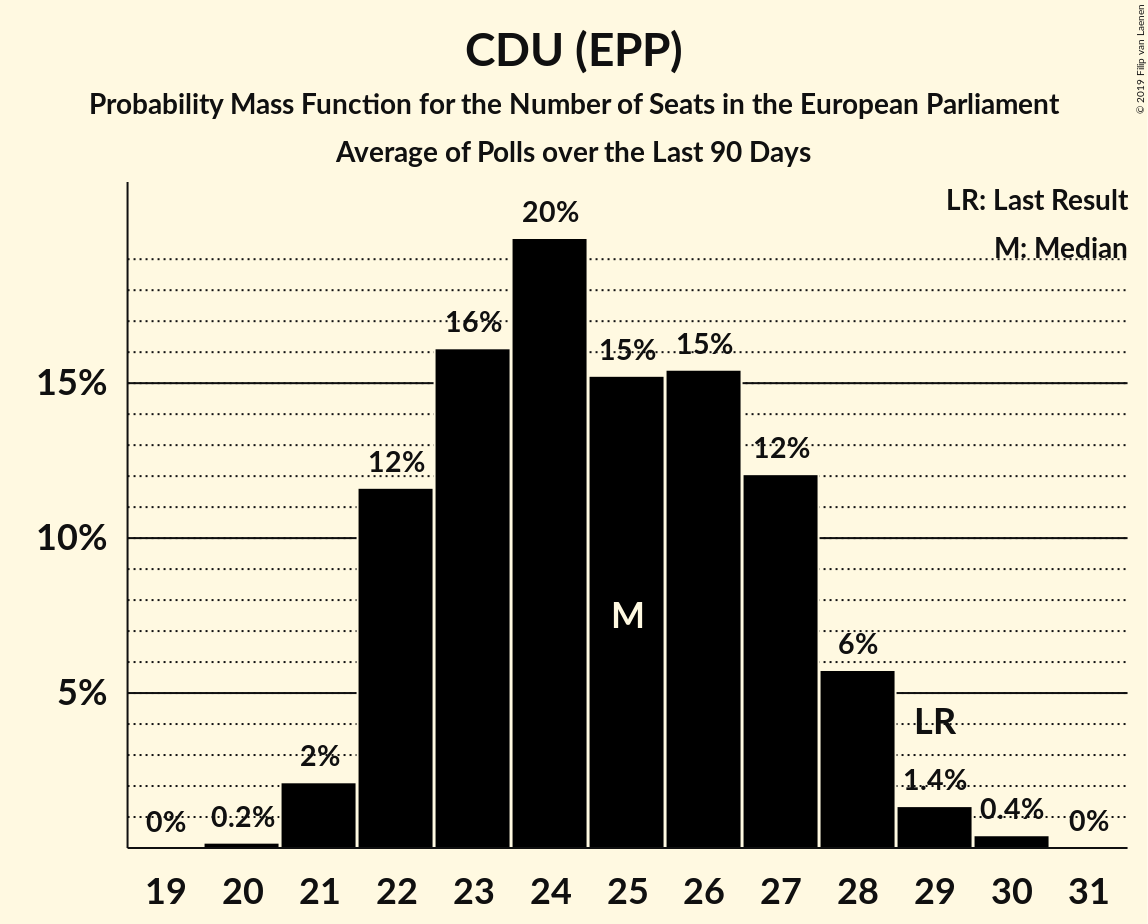 CDU (EPP)
Probability Mass Function for the Number of Seats in the European Parliament
Average of Polls over the Last 90 Days
© 2019 Filip van Laenen
LR: Last Result
M: Median
20%
16%
15% 15%
15%
12%
12%
10%
M
6%
5%
LR
2%
1.4%
0% 0.2% 0.4% 0%
19 20 21 22 23 24 25 26 27 28 29 30 31